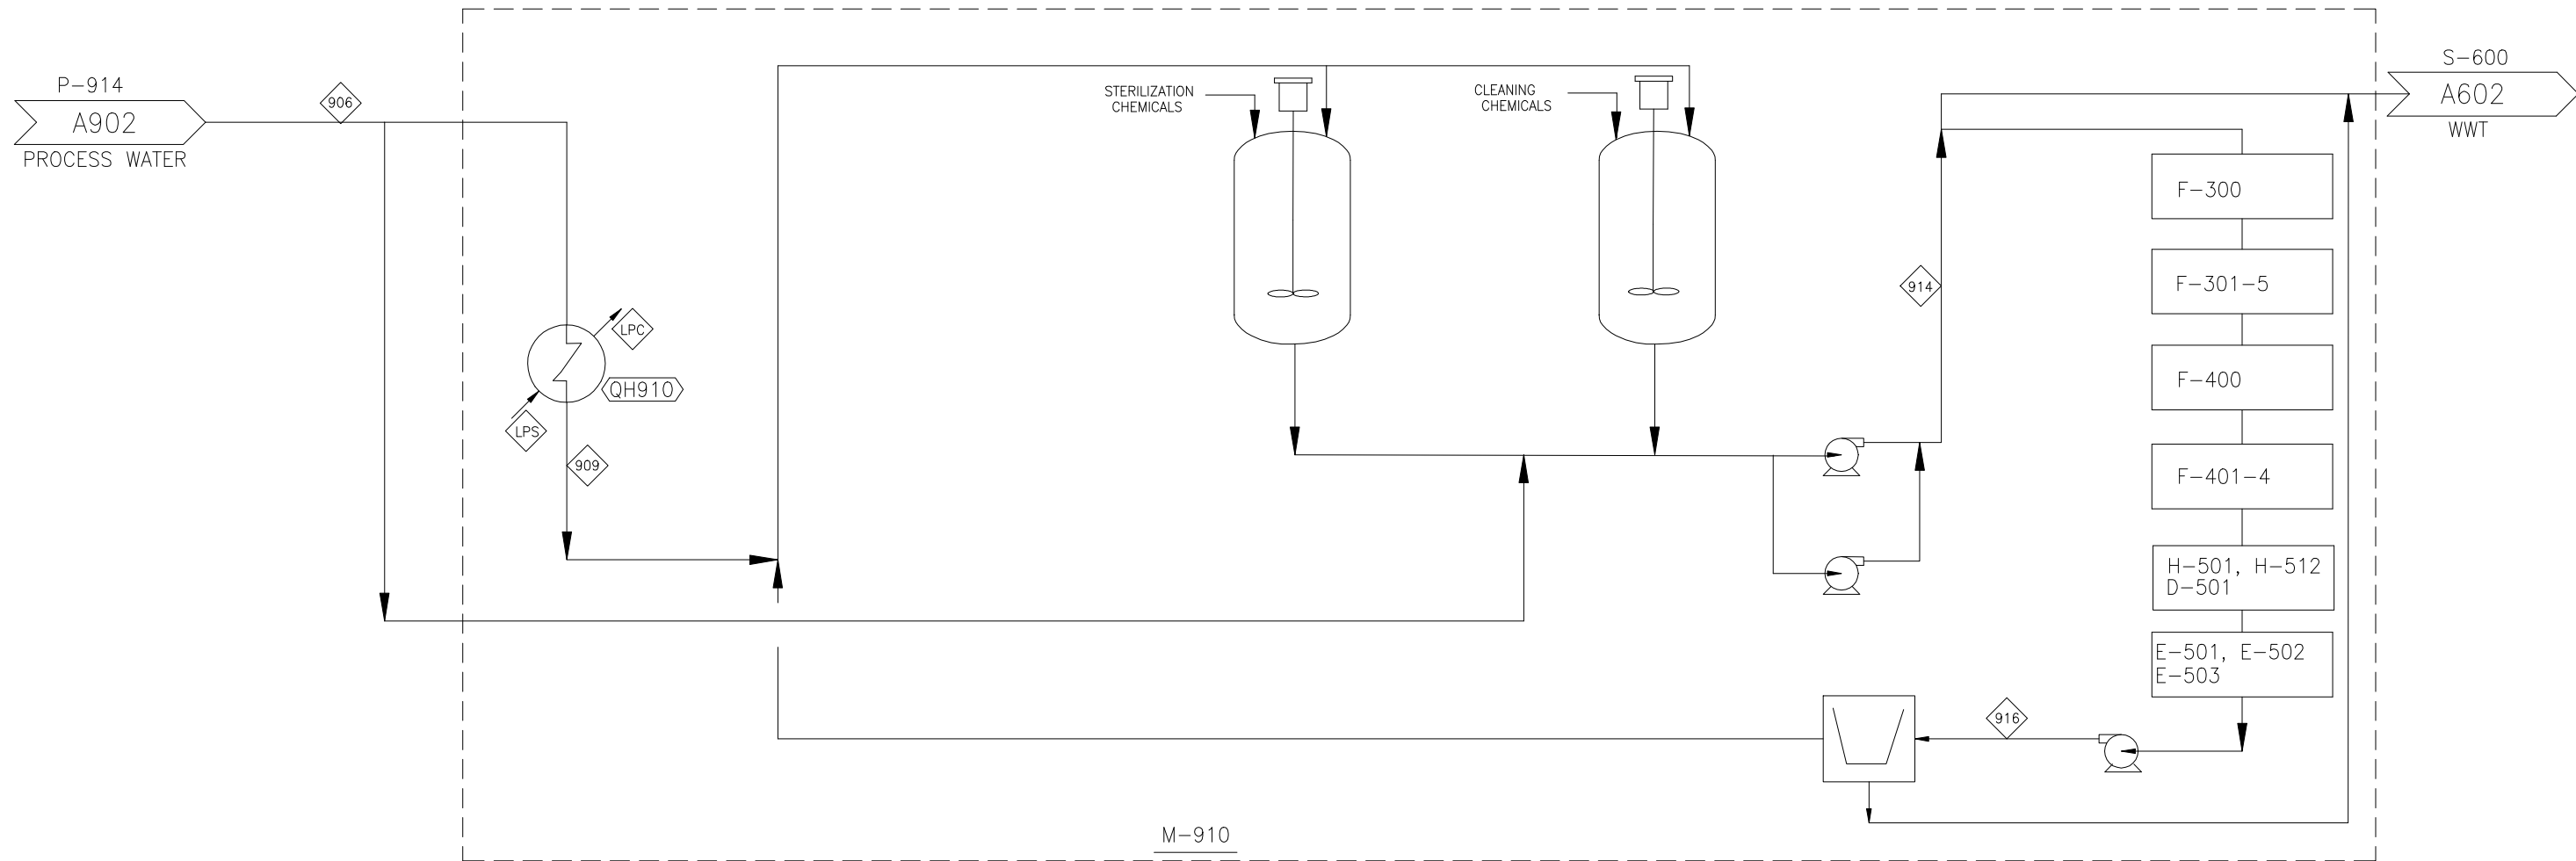 P-914
A902
PROCESS WATER
906
STERILIZATION
CHEMICALS
CLEANING
CHEMICALS
S-600
A602
WWT
F-300
F-301-5
F-400
F-401-4
H-501, H-512
D-501
E-501, E-502
E-503
914
LPC
QH910
LPS
909
916
M-910